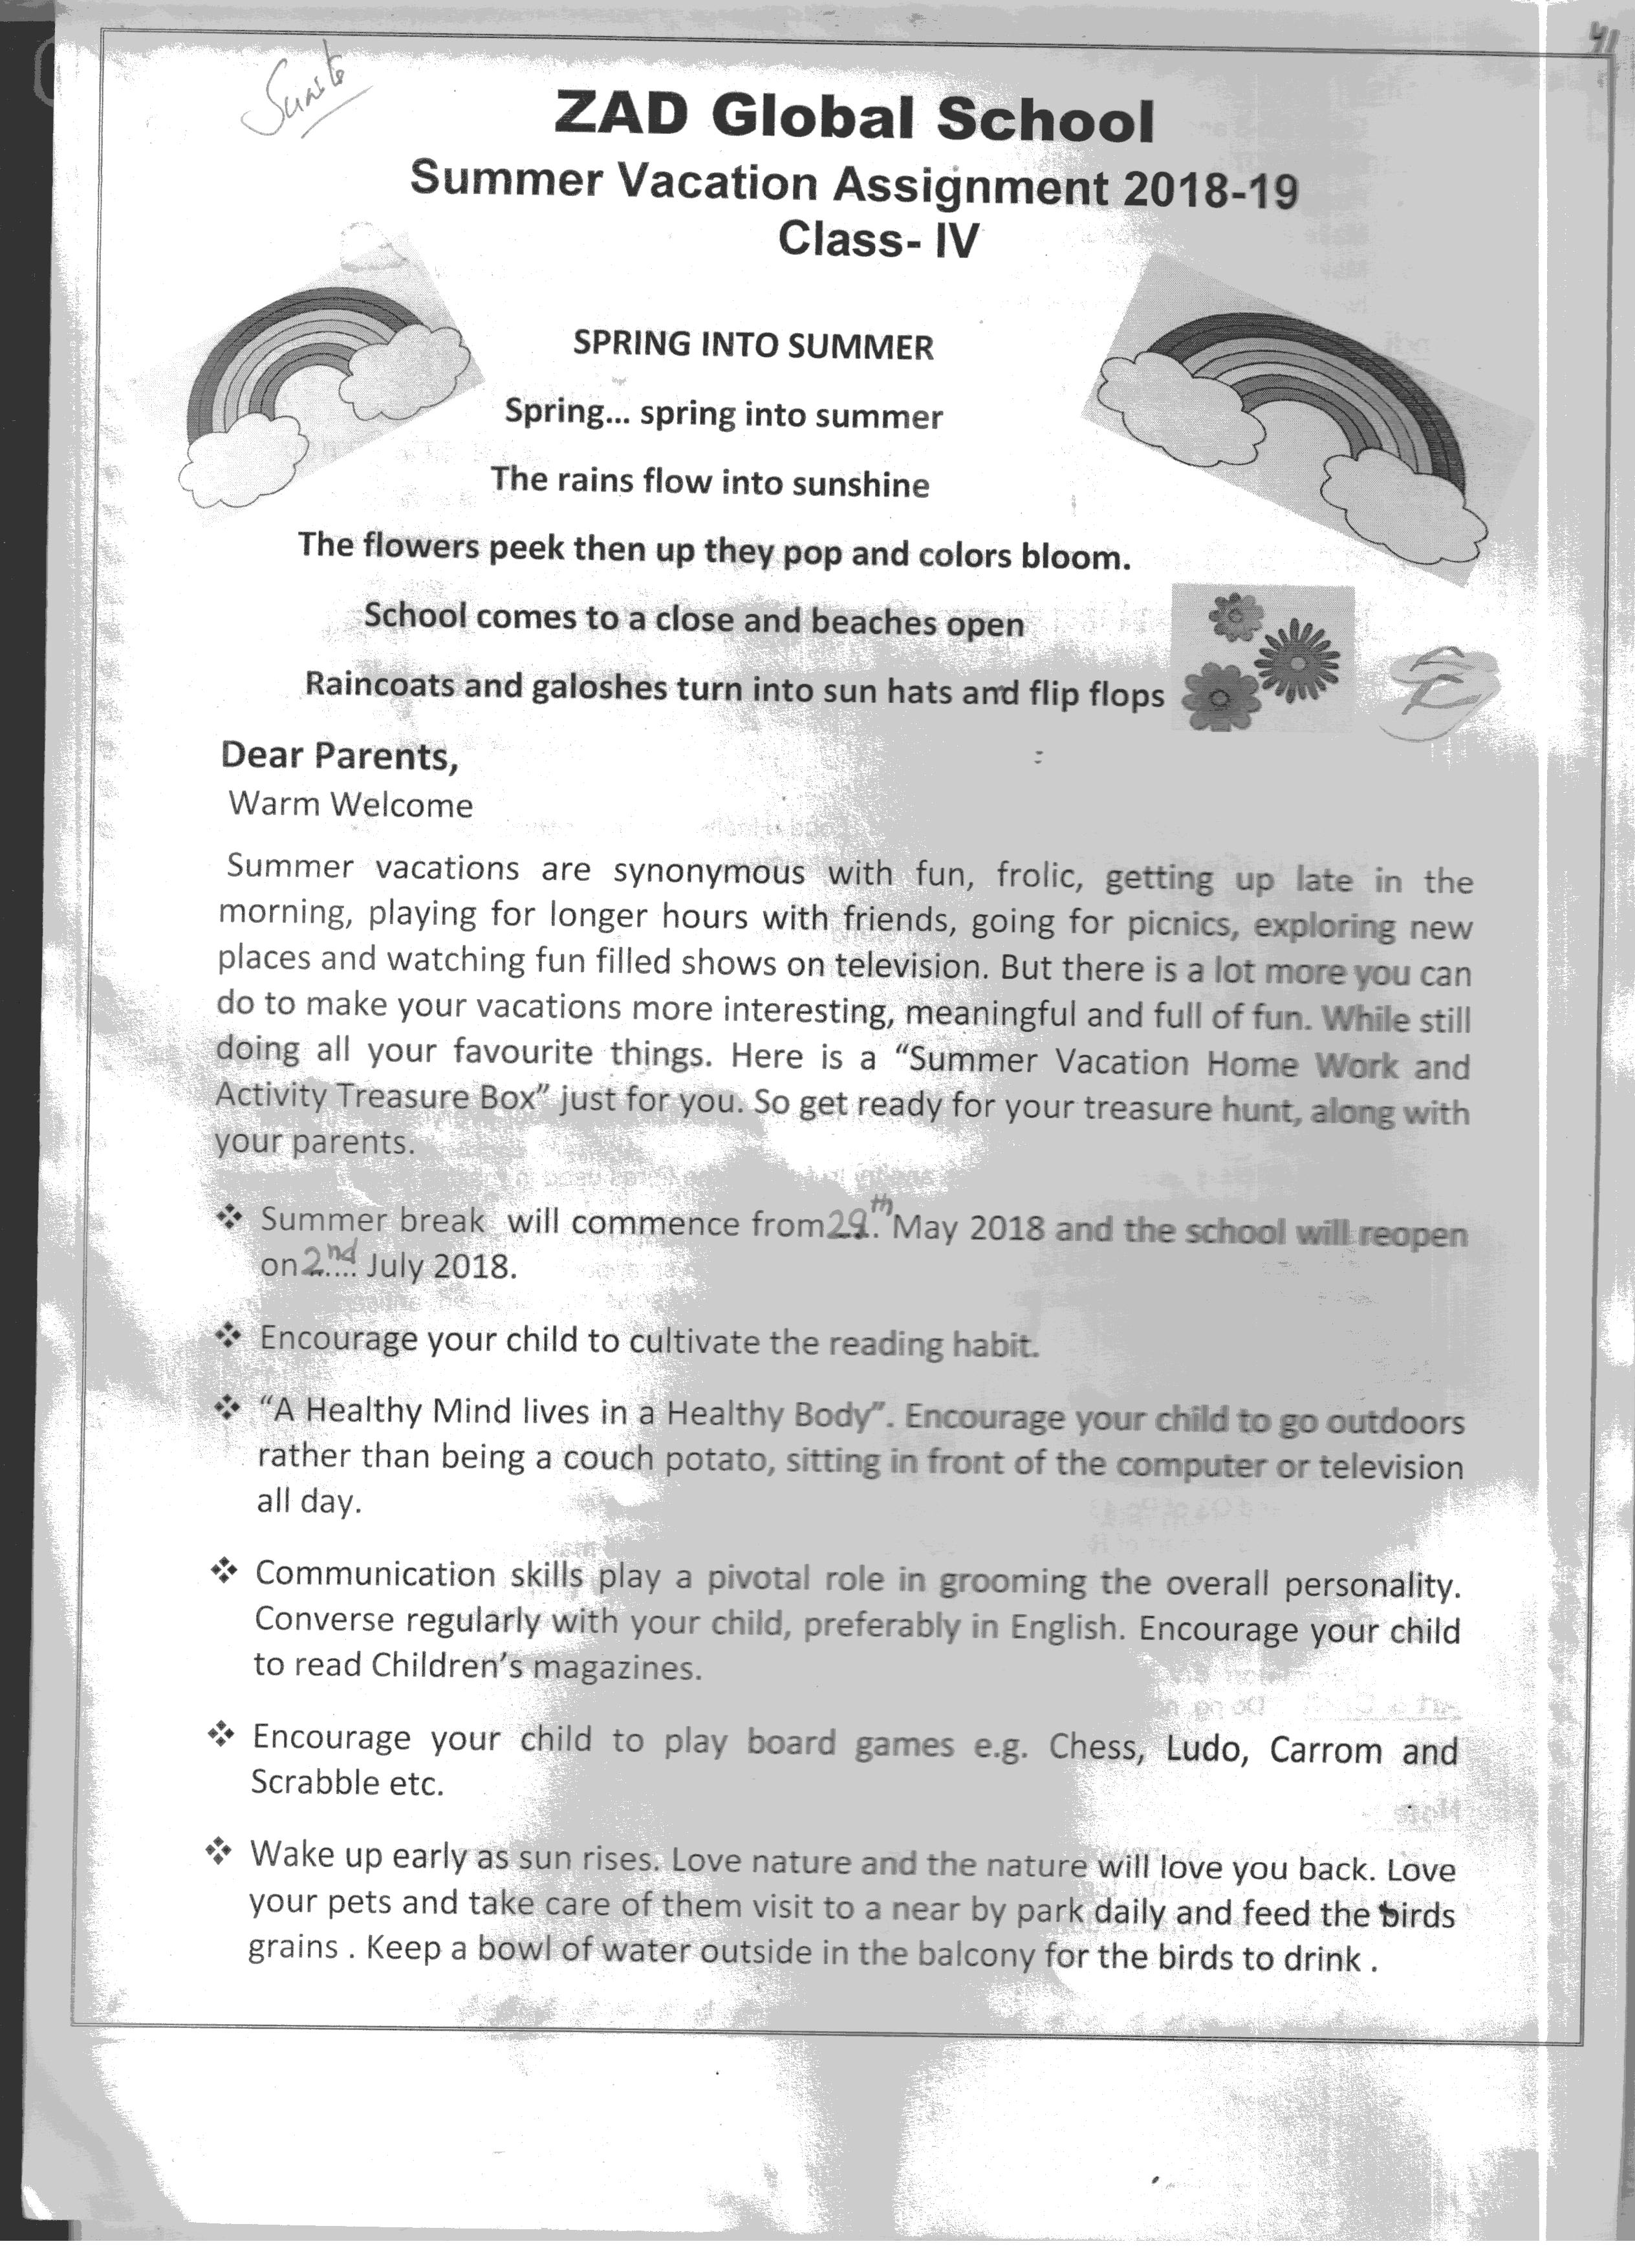 Sunita
41
ZAD Global School
Summer Vacation Assignment 2018-19
Class- IV
SPRING INTO SUMMER
Spring... spring into summer
The rains flow into sunshine
The flowers peek then up they pop and colors bloom.
School comes to a close and beaches open
Raincoats and galoshes turn into sun hats and flip flops
Dear Parents,
Warm Welcome
Summer vacations are synonymous with fun, frolic, getting up late in the
morning, playing for longer hours with friends, going for picnics, exploring new
places and watching fun filled shows on television. But there is a lot more you can
do to make your vacations more interesting, meaningful and full of fun. While still
doing all your favourite things. Here is a “Summer Vacation Home Work and
Activity Treasure Box” just for you. So get ready for your treasure hunt, along with
your parents.
❖ Summer break will commence from 29th May 2018 and the school will reopen
on 2nd.... July 2018.
❖ Encourage your child to cultivate the reading habit.
❖ “A Healthy Mind lives in a Healthy Body”. Encourage your child to go outdoors
rather than being a couch potato, sitting in front of the computer or television
all day.
❖ Communication skills play a pivotal role in grooming the overall personality.
Converse regularly with your child, preferably in English. Encourage your child
to read Children’s magazines.
❖ Encourage your child to play board games e.g. Chess, Ludo, Carrom and
Scrabble etc.
❖ Wake up early as sun rises. Love nature and the nature will love you back. Love
your pets and take care of them visit to a near by park daily and feed the birds
grains . Keep a bowl of water outside in the balcony for the birds to drink .